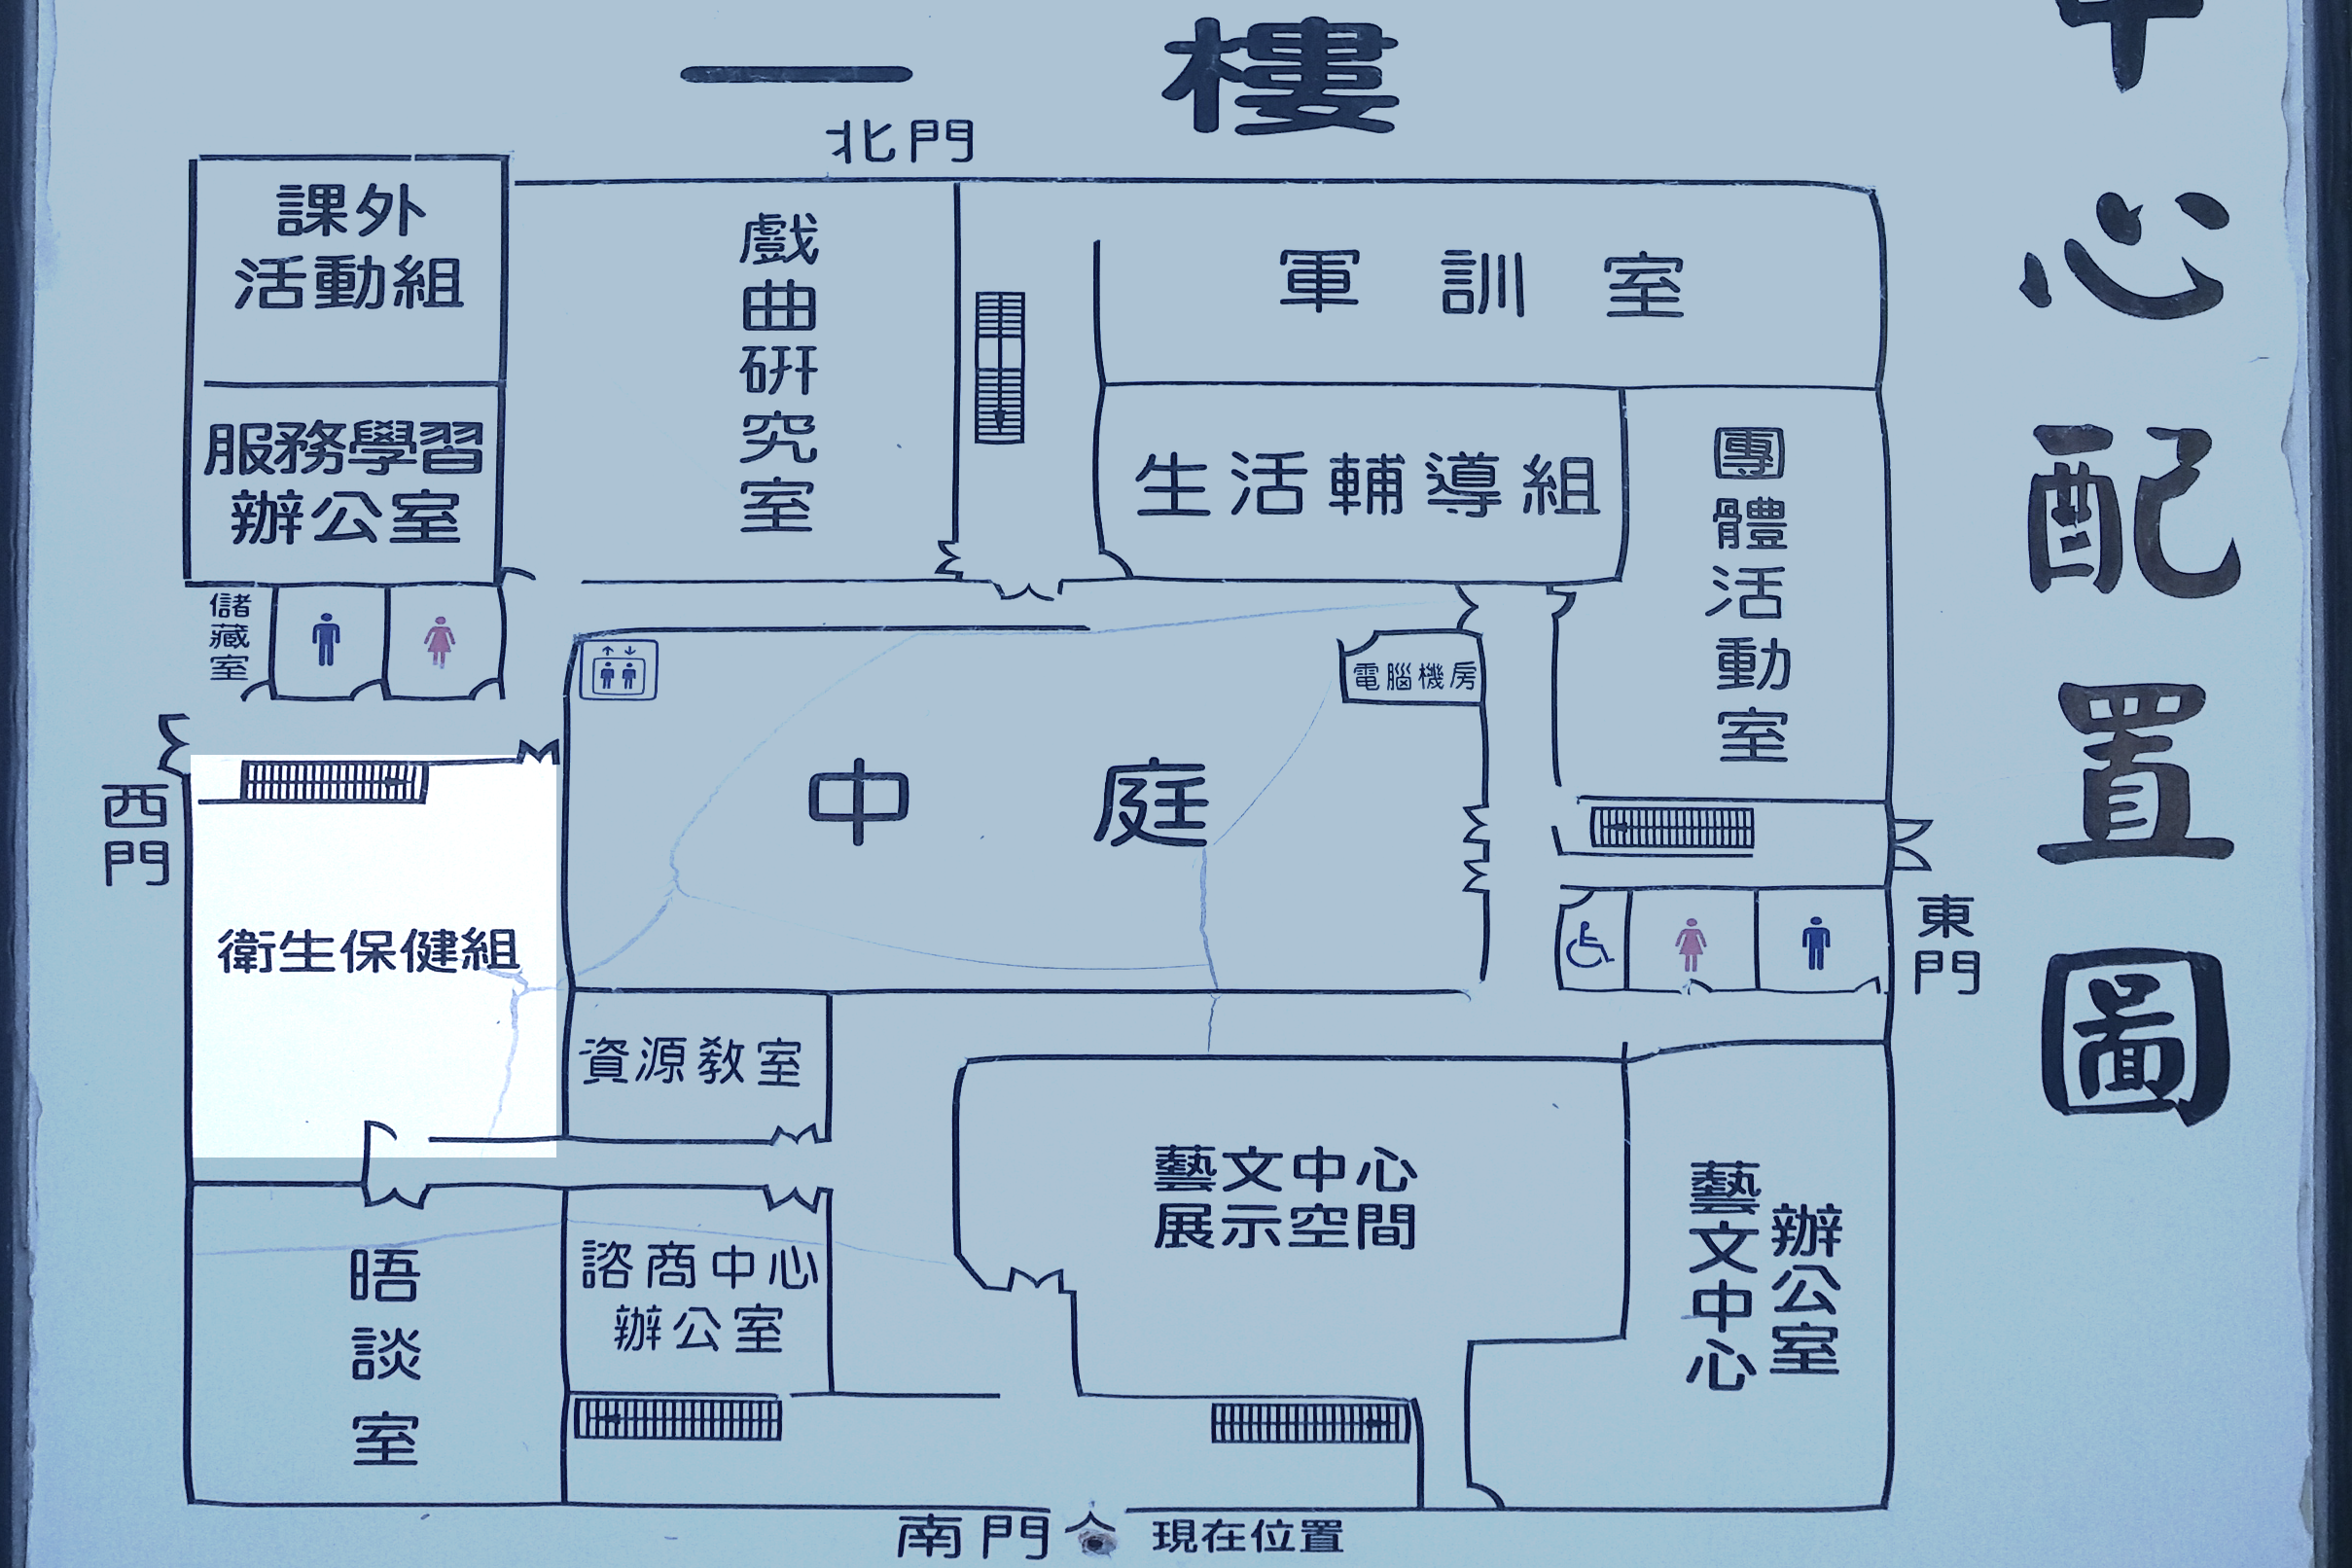 中心配置圖
一樓
北門
課外
活動組
服務學習
辦公室
儲藏室
戲曲研究室
軍訓室
生活輔導組
團體活動室
電腦機房
中庭
西門
衛生保健組
東門
資源教室
藝文中心
展示空間
藝文中心
辦公室
晤談室
諮商中心
辦公室
南門
現在位置